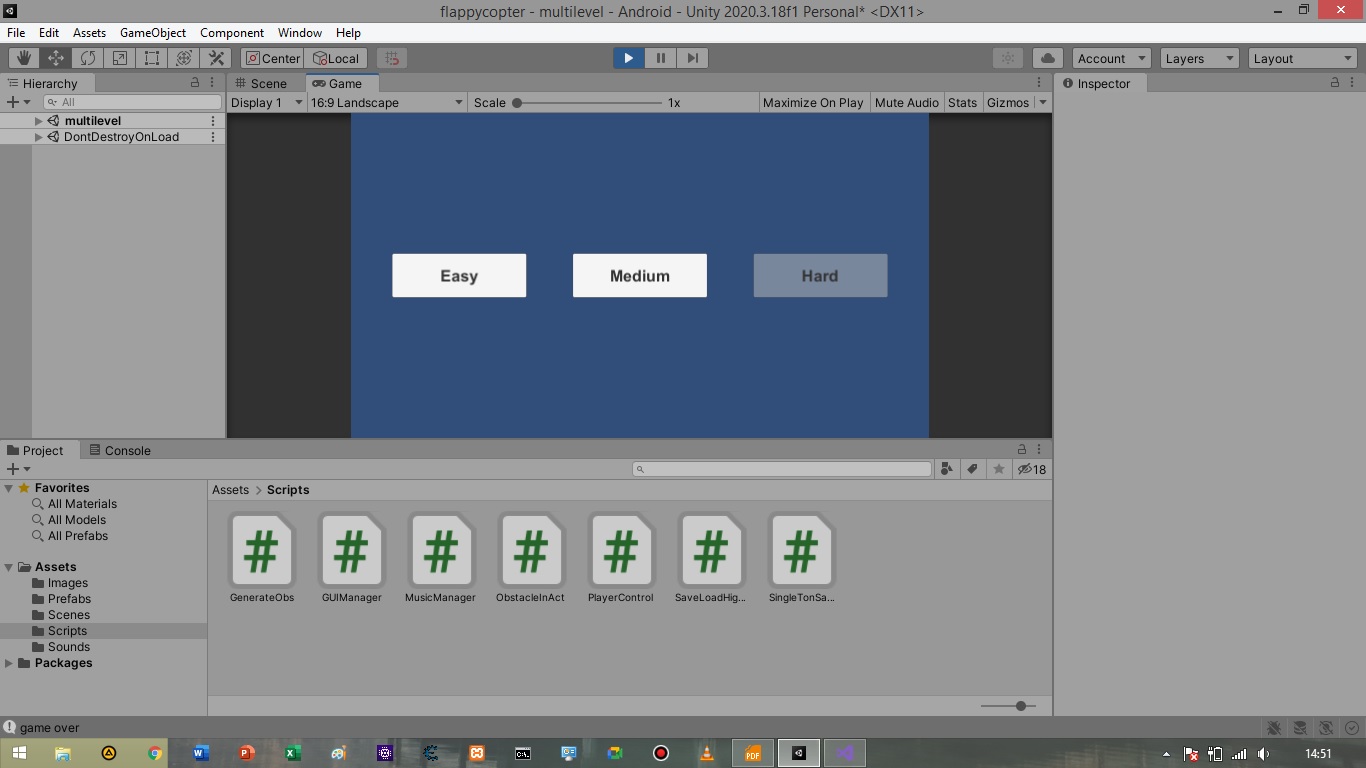 flappycopter - multilevel - Android - Unity 2020.3.18f1 Personal* <DX11>
File Edit Assets GameObject Component Window Help
Center Local Account Layers Layout
Hierarchy
All
multilevel
DontDestroyOnLoad
Scene Game
Display 1 16:9 Landscape Scale 1x Maximize On Play Mute Audio Stats Gizmos
Easy Medium Hard
Inspector
Project Console
18
Favorites
All Materials
All Models
All Prefabs
Assets
Images
Prefabs
Scenes
Scripts
Sounds
Packages
Assets > Scripts
# # # # # # #
GenerateObs GUIManager MusicManager ObstacleInAct PlayerControl SaveLoadHig... SingleTonSa...
game over
PDF
14:51